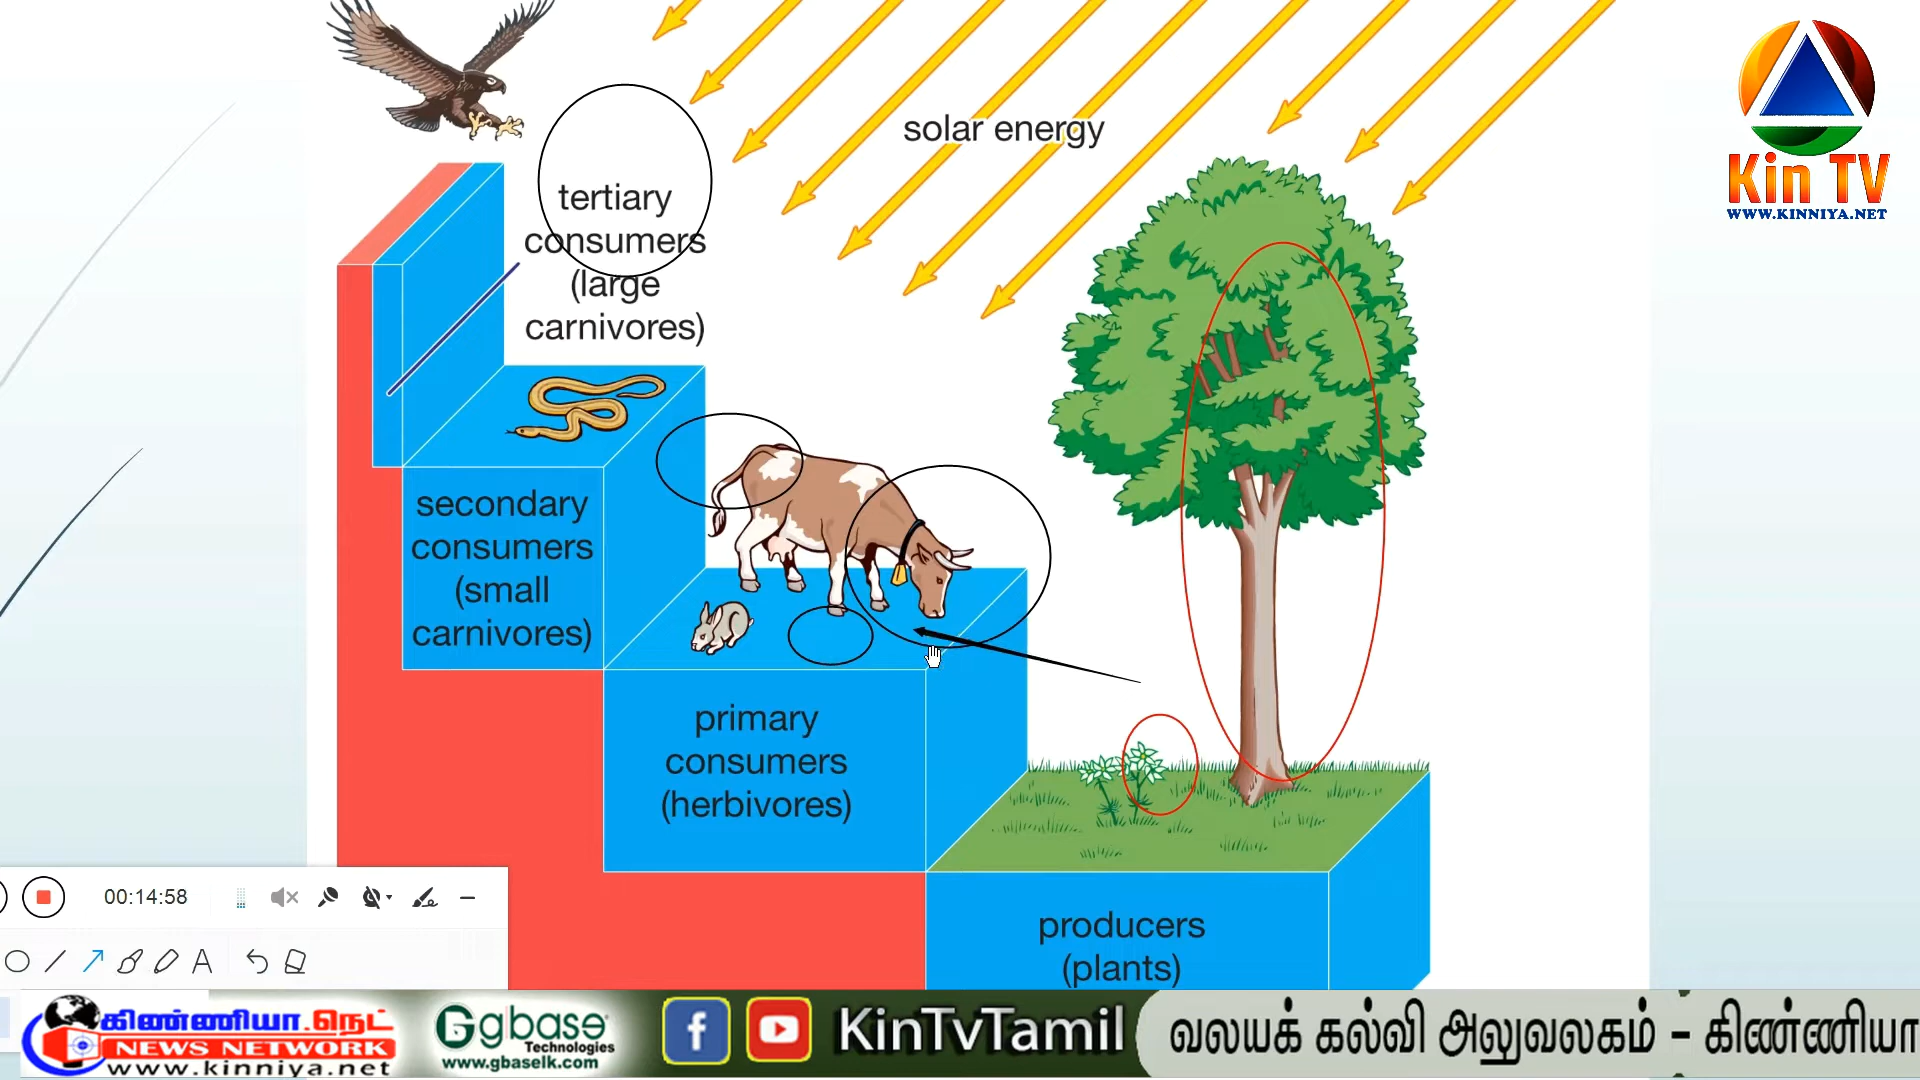 solar energy
Kin TV
WWW.KINNIYA.NET
tertiary
consumers
(large
carnivores)
secondary
consumers
(small
carnivores)
primary
consumers
(herbivores)
producers
(plants)
00:14:58
A
கிண்ணியா.நெட்
NEWS NETWORK
www.kinniya.net
gbase
Technologies
www.gbaselk.com
f
KinTvTamil
வலயக் கல்வி அலுவலகம் - கிண்ணியா